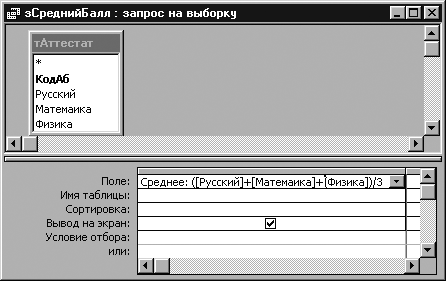 зСреднийБалл : запрос на выборку
тАттестат
*
КодАб
Русский
Матемаика
Физика
Поле: Среднее: ([Русский]+[Матемаика]+[Физика])/3
Имя таблицы:
Сортировка:
Вывод на экран:
Условие отбора:
или: